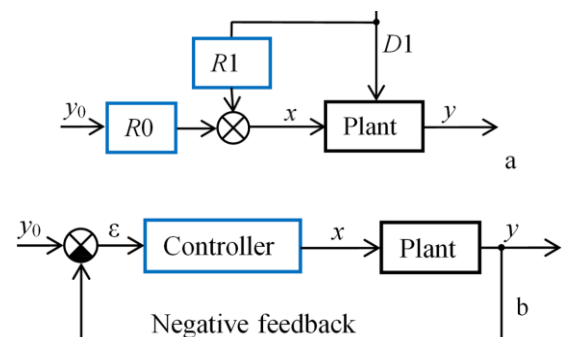 R1
D1
y₀
R0
x
Plant
y
a
y₀
ε
Controller
x
Plant
y
b
Negative feedback